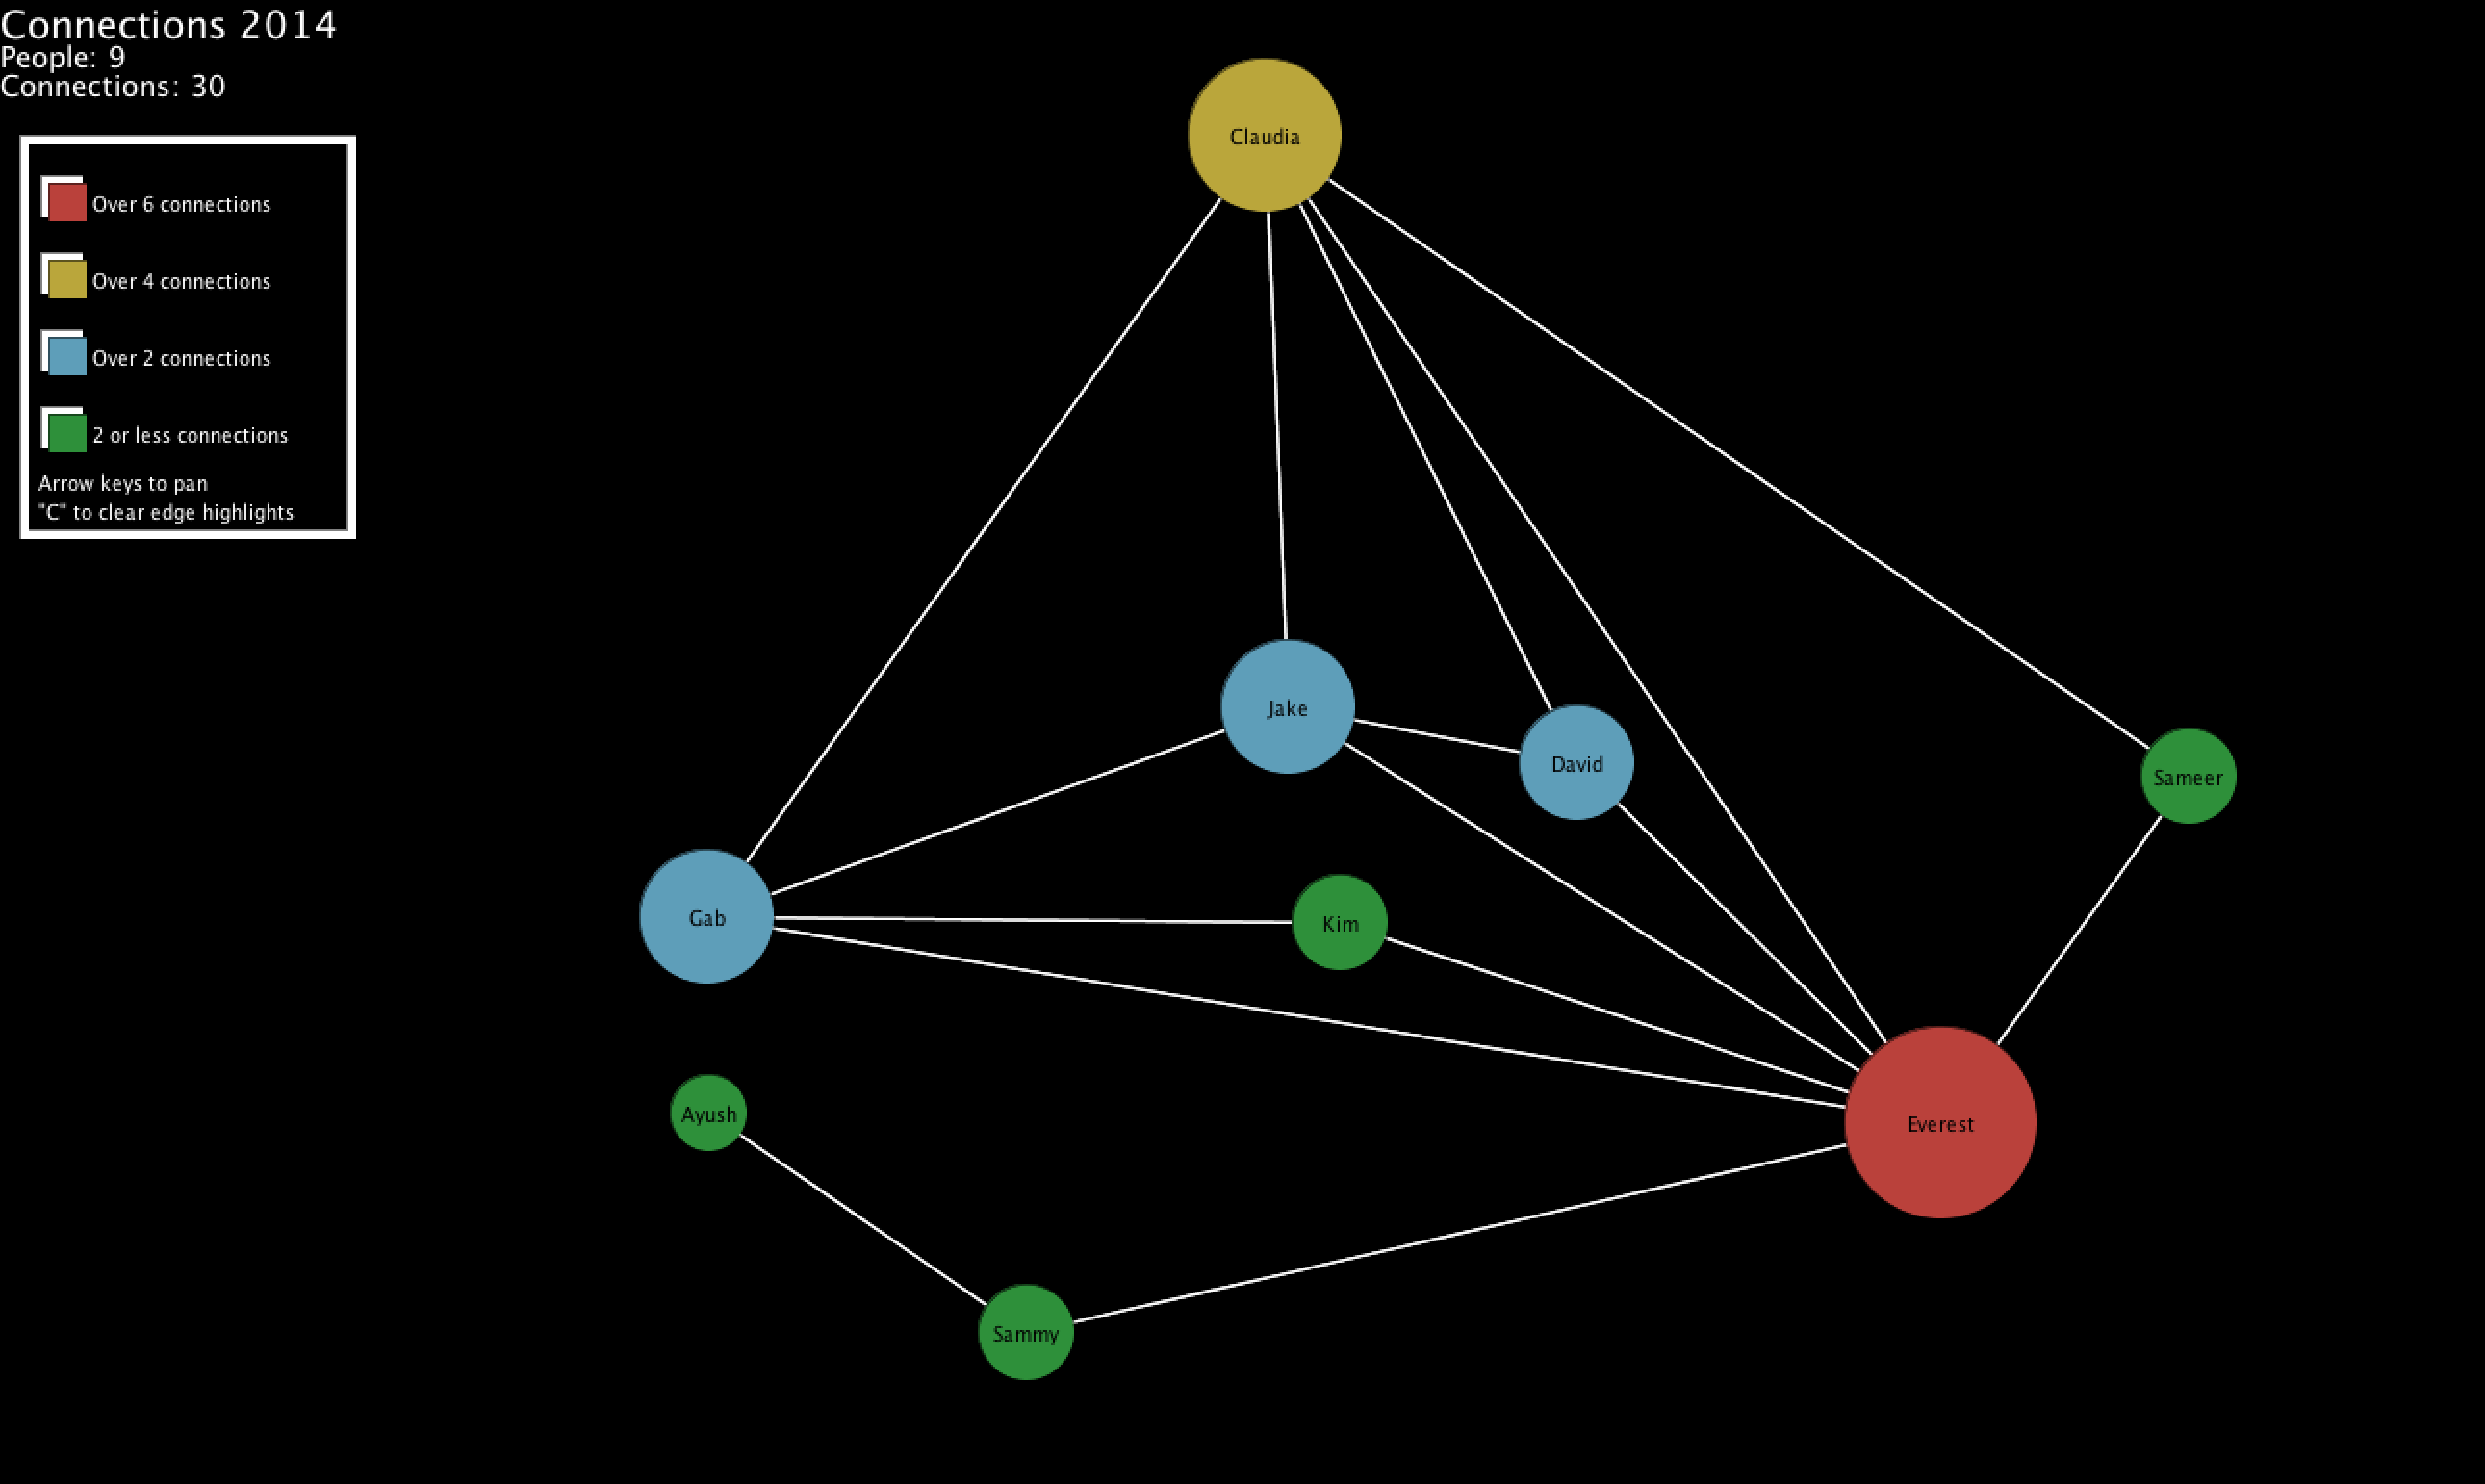 Connections 2014
People: 9
Connections: 30
Over 6 connections
Over 4 connections
Over 2 connections
2 or less connections
Arrow keys to pan
"C" to clear edge highlights
Claudia
Jake
David
Sameer
Gab
Kim
Ayush
Everest
Sammy